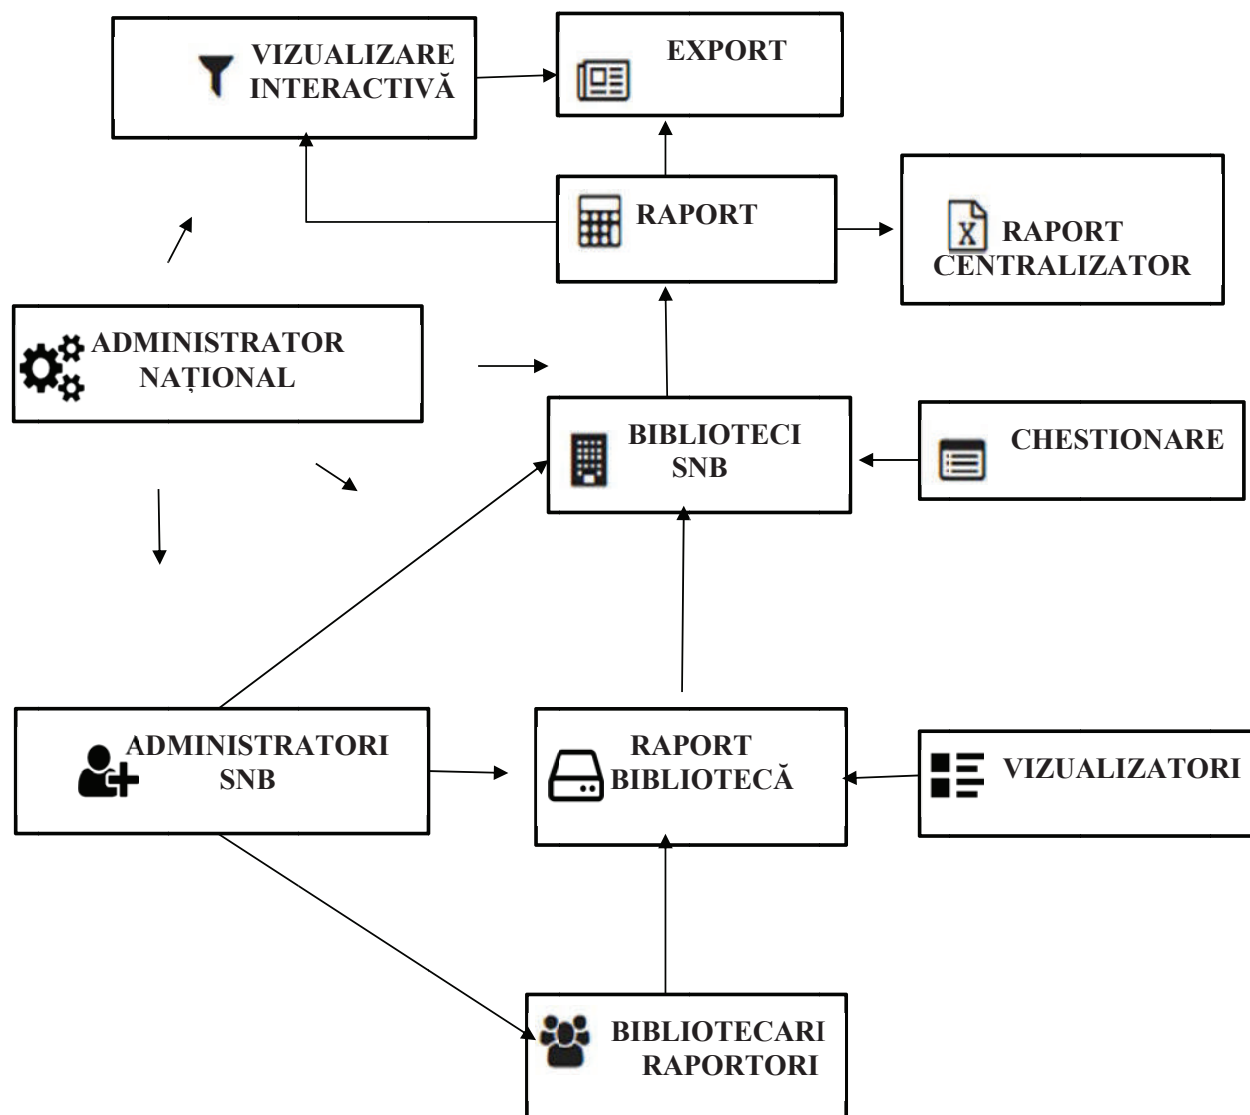 VIZUALIZARE
INTERACTIVĂ
EXPORT
RAPORT
X
RAPORT
CENTRALIZATOR
ADMINISTRATOR
NAȚIONAL
BIBLIOTECI
SNB
CHESTIONARE
ADMINISTRATORI
SNB
RAPORT
BIBLIOTECĂ
VIZUALIZATORI
BIBLIOTECARI
RAPORTORI